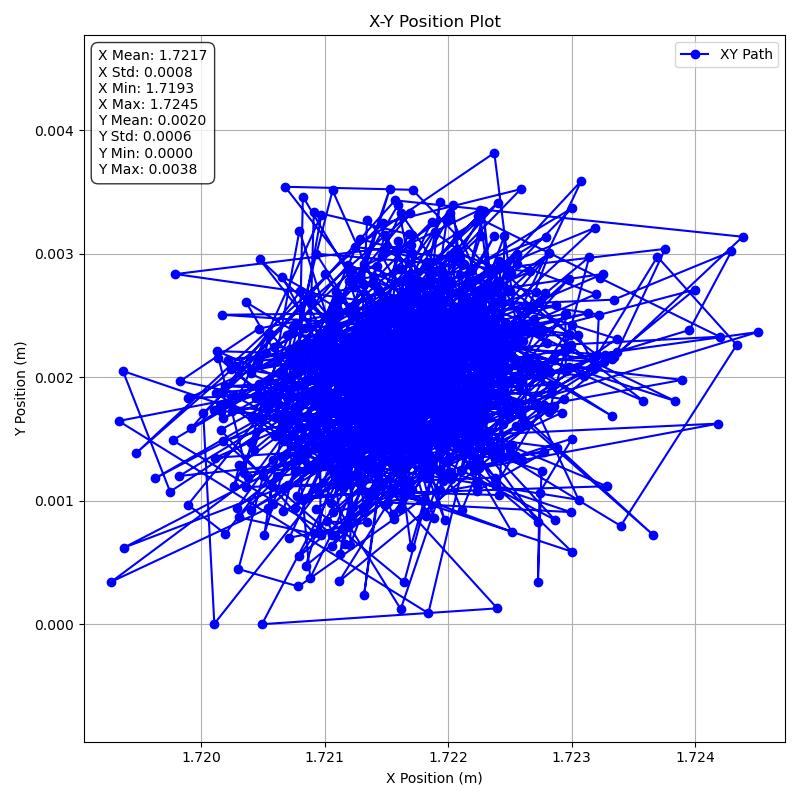 X-Y Position Plot
X Mean: 1.7217
X Std: 0.0008
X Min: 1.7193
X Max: 1.7245
Y Mean: 0.0020
Y Std: 0.0006
Y Min: 0.0000
Y Max: 0.0038
XY Path
0.004
0.003
0.002
0.001
0.000
Y Position (m)
1.720 1.721 1.722 1.723 1.724
X Position (m)